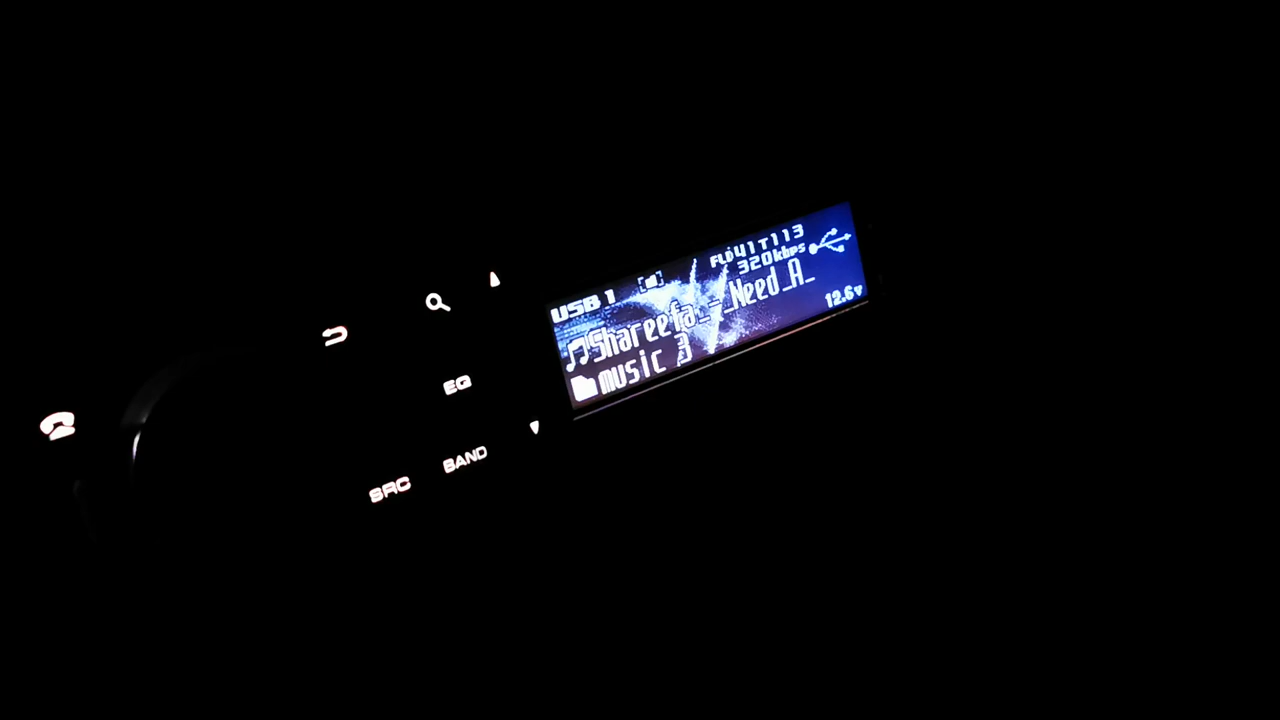 USB 1
FLD41T113
320kbps
Shareefa_-_Need_A_
music 3
12.6v
EQ
BAND
SRC